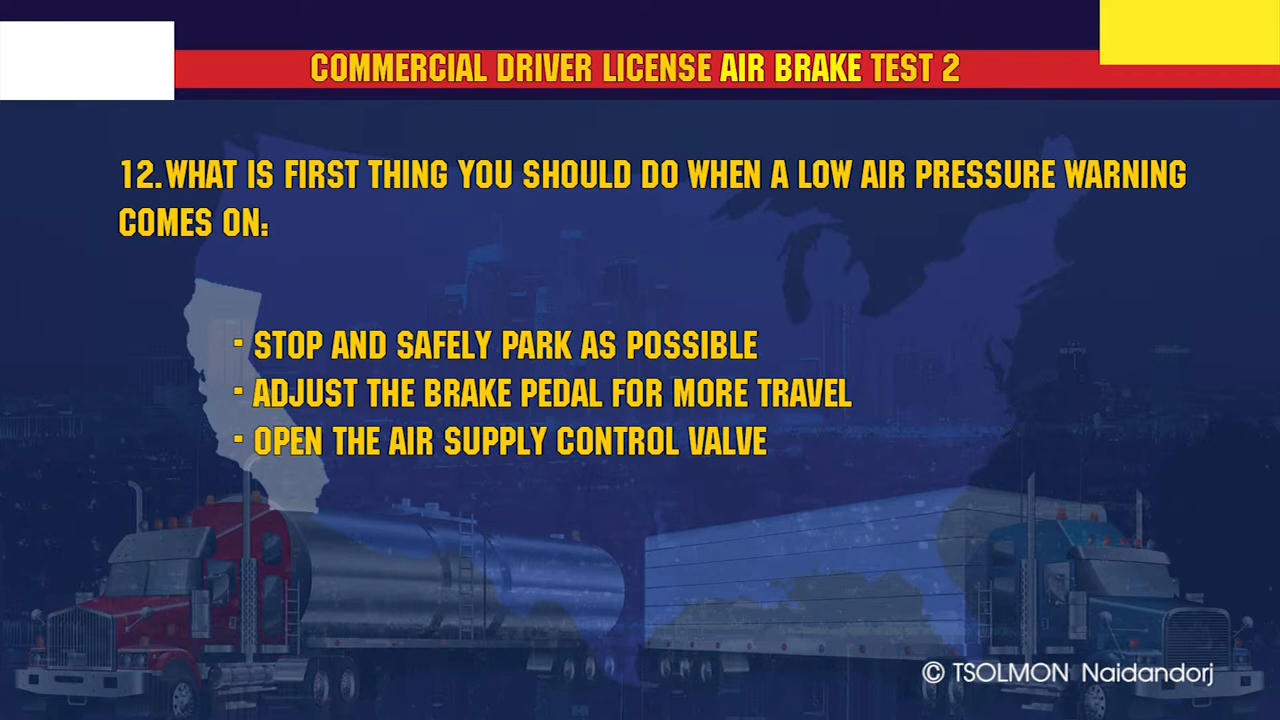 COMMERCIAL DRIVER LICENSE AIR BRAKE TEST 2
12.WHAT IS FIRST THING YOU SHOULD DO WHEN A LOW AIR PRESSURE WARNING
COMES ON:
- STOP AND SAFELY PARK AS POSSIBLE
- ADJUST THE BRAKE PEDAL FOR MORE TRAVEL
- OPEN THE AIR SUPPLY CONTROL VALVE
© TSOLMON Naidandorj